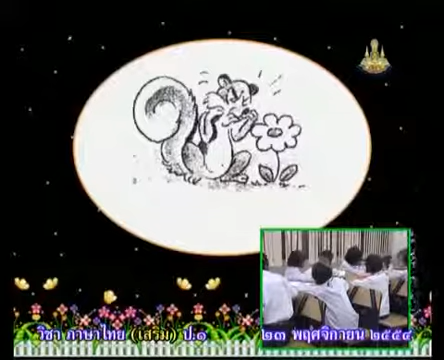 วิชา ภาษาไทย (เสริม) ป.๑
๒๓ พฤศจิกายน ๒๕๕๔